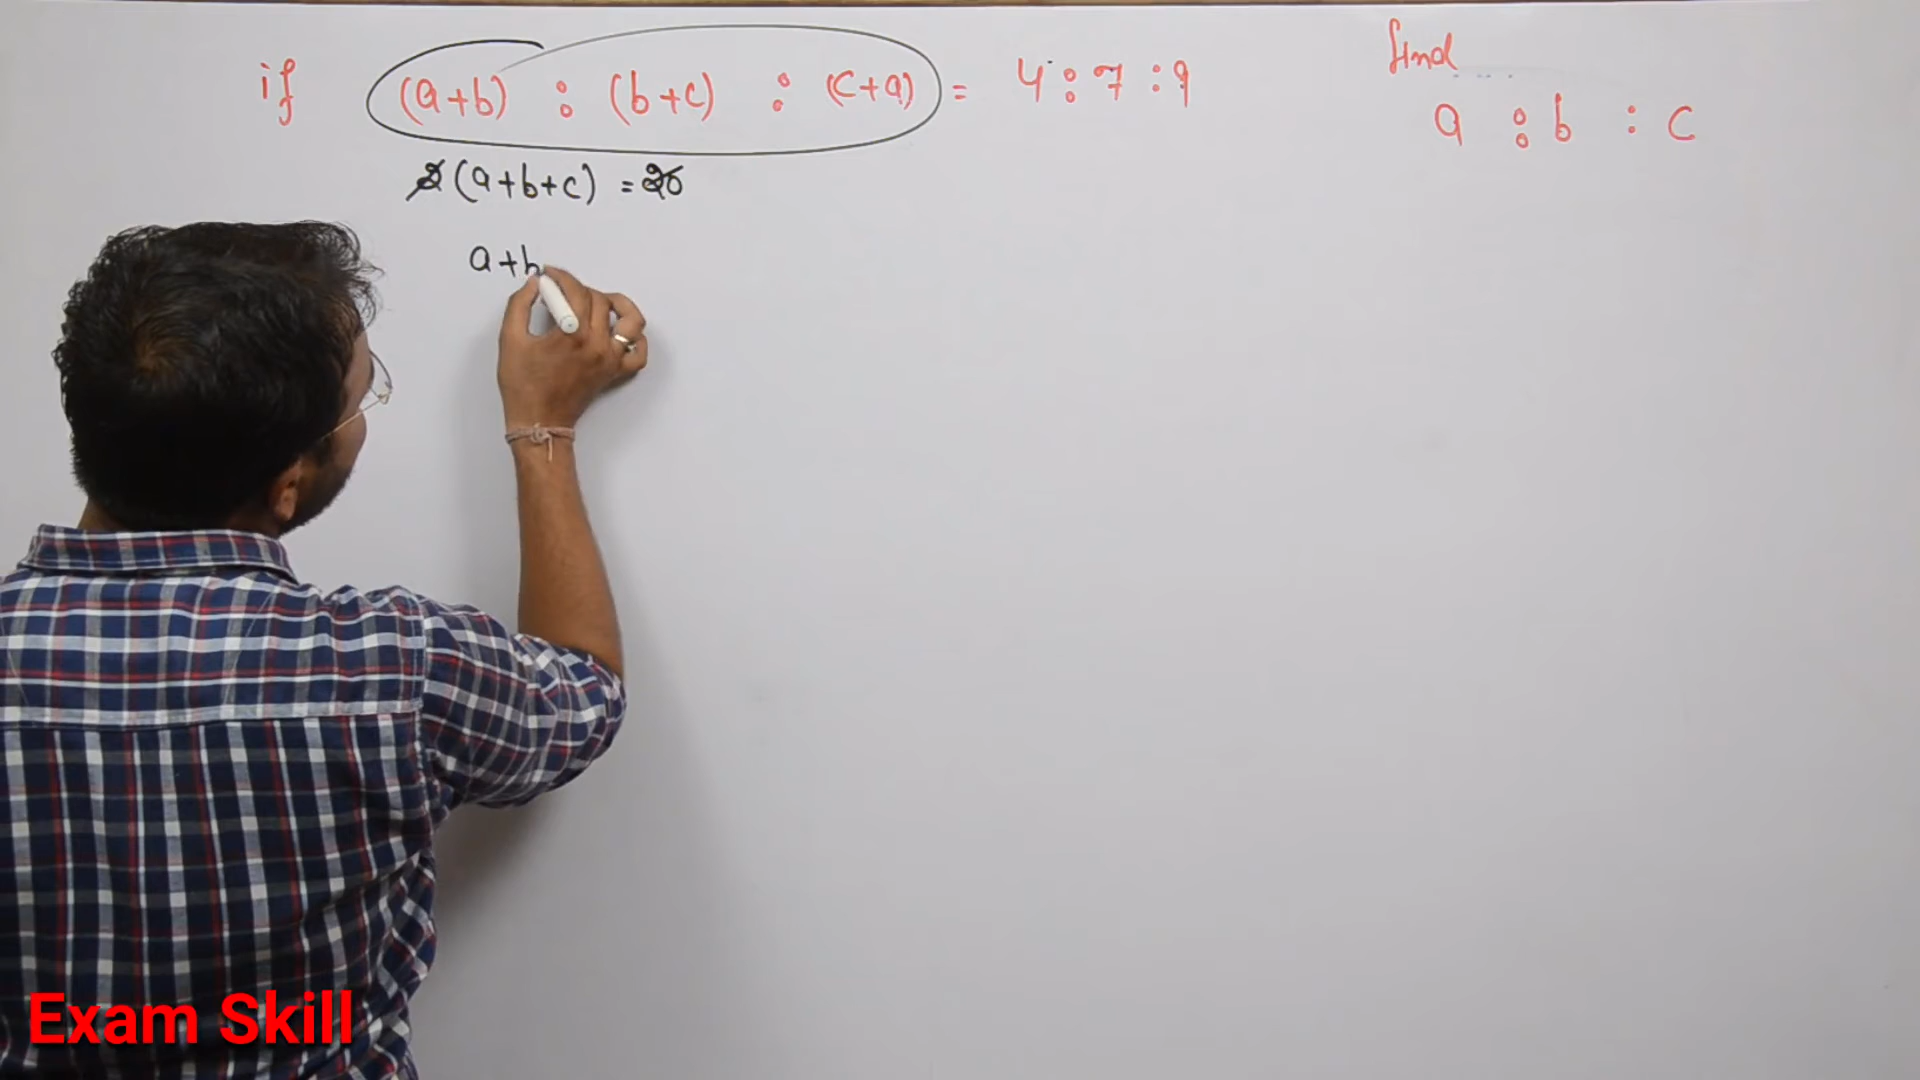 if (a+b) : (b+c) : (c+a) = 4 : 7 : 9
find
a : b : c
2(a+b+c) = 20
a+b
Exam Skill